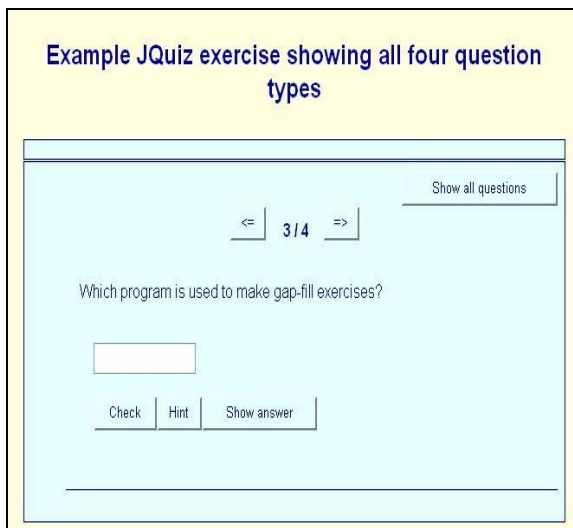 Example JQuiz exercise showing all four question
types
Show all questions
<= 3 / 4 =>
Which program is used to make gap-fill exercises?
Check Hint Show answer